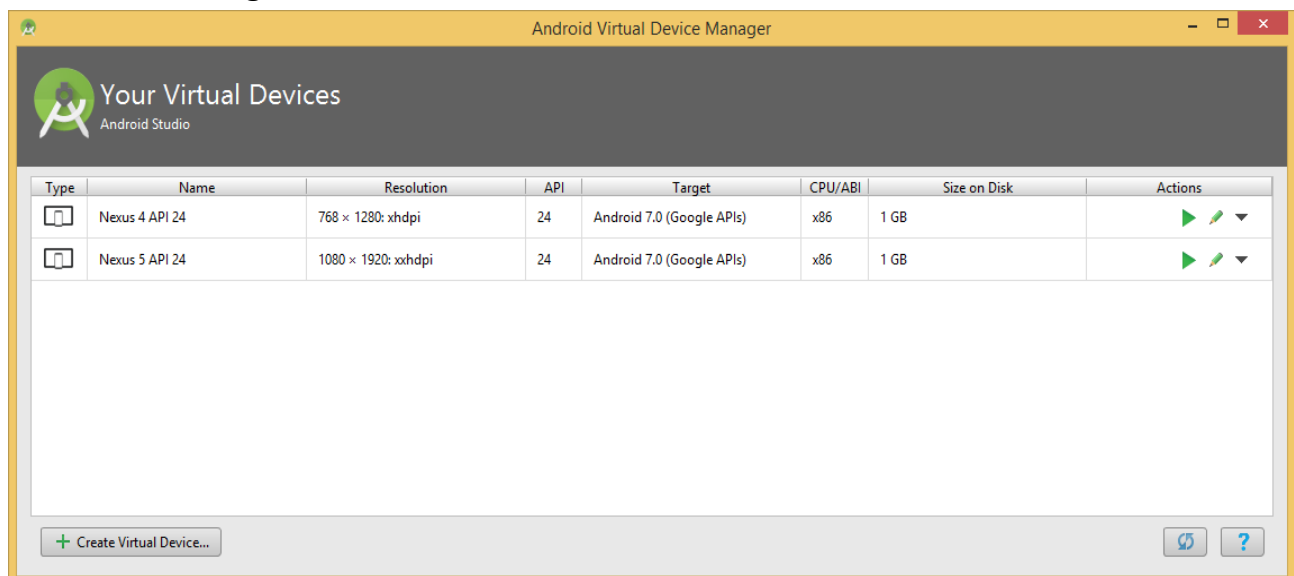 Android Virtual Device Manager
Your Virtual Devices
Android Studio
Type Name Resolution API Target CPU/ABI Size on Disk Actions
Nexus 4 API 24 768 × 1280: xhdpi 24 Android 7.0 (Google APIs) x86 1 GB
Nexus 5 API 24 1080 × 1920: xxhdpi 24 Android 7.0 (Google APIs) x86 1 GB
Create Virtual Device...
?